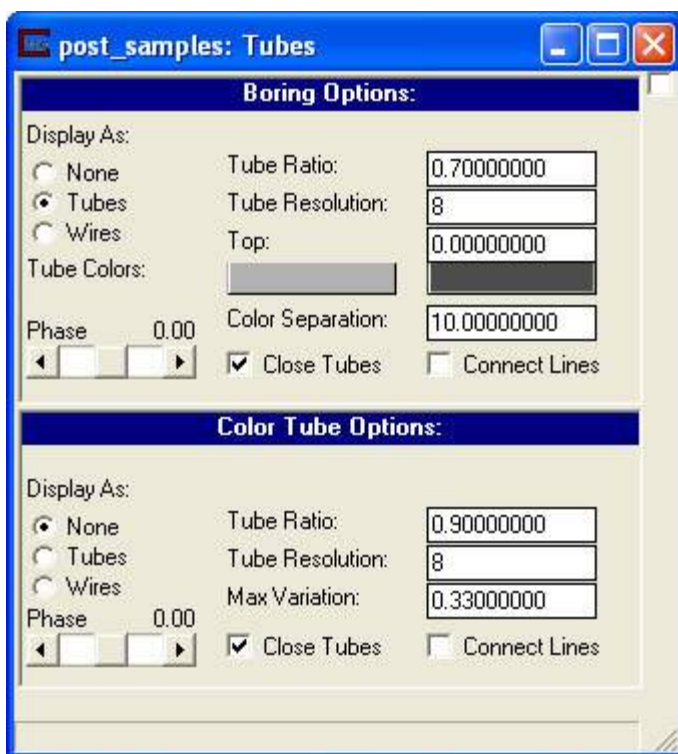 post_samples: Tubes
Boring Options:
Display As:
None
Tubes
Wires
Tube Colors:
Phase 0.00
Tube Ratio: 0.70000000
Tube Resolution: 8
Top: 0.00000000
Color Separation: 10.00000000
Close Tubes Connect Lines
Color Tube Options:
Display As:
None
Tubes
Wires
Phase 0.00
Tube Ratio: 0.90000000
Tube Resolution: 8
Max Variation: 0.33000000
Close Tubes Connect Lines